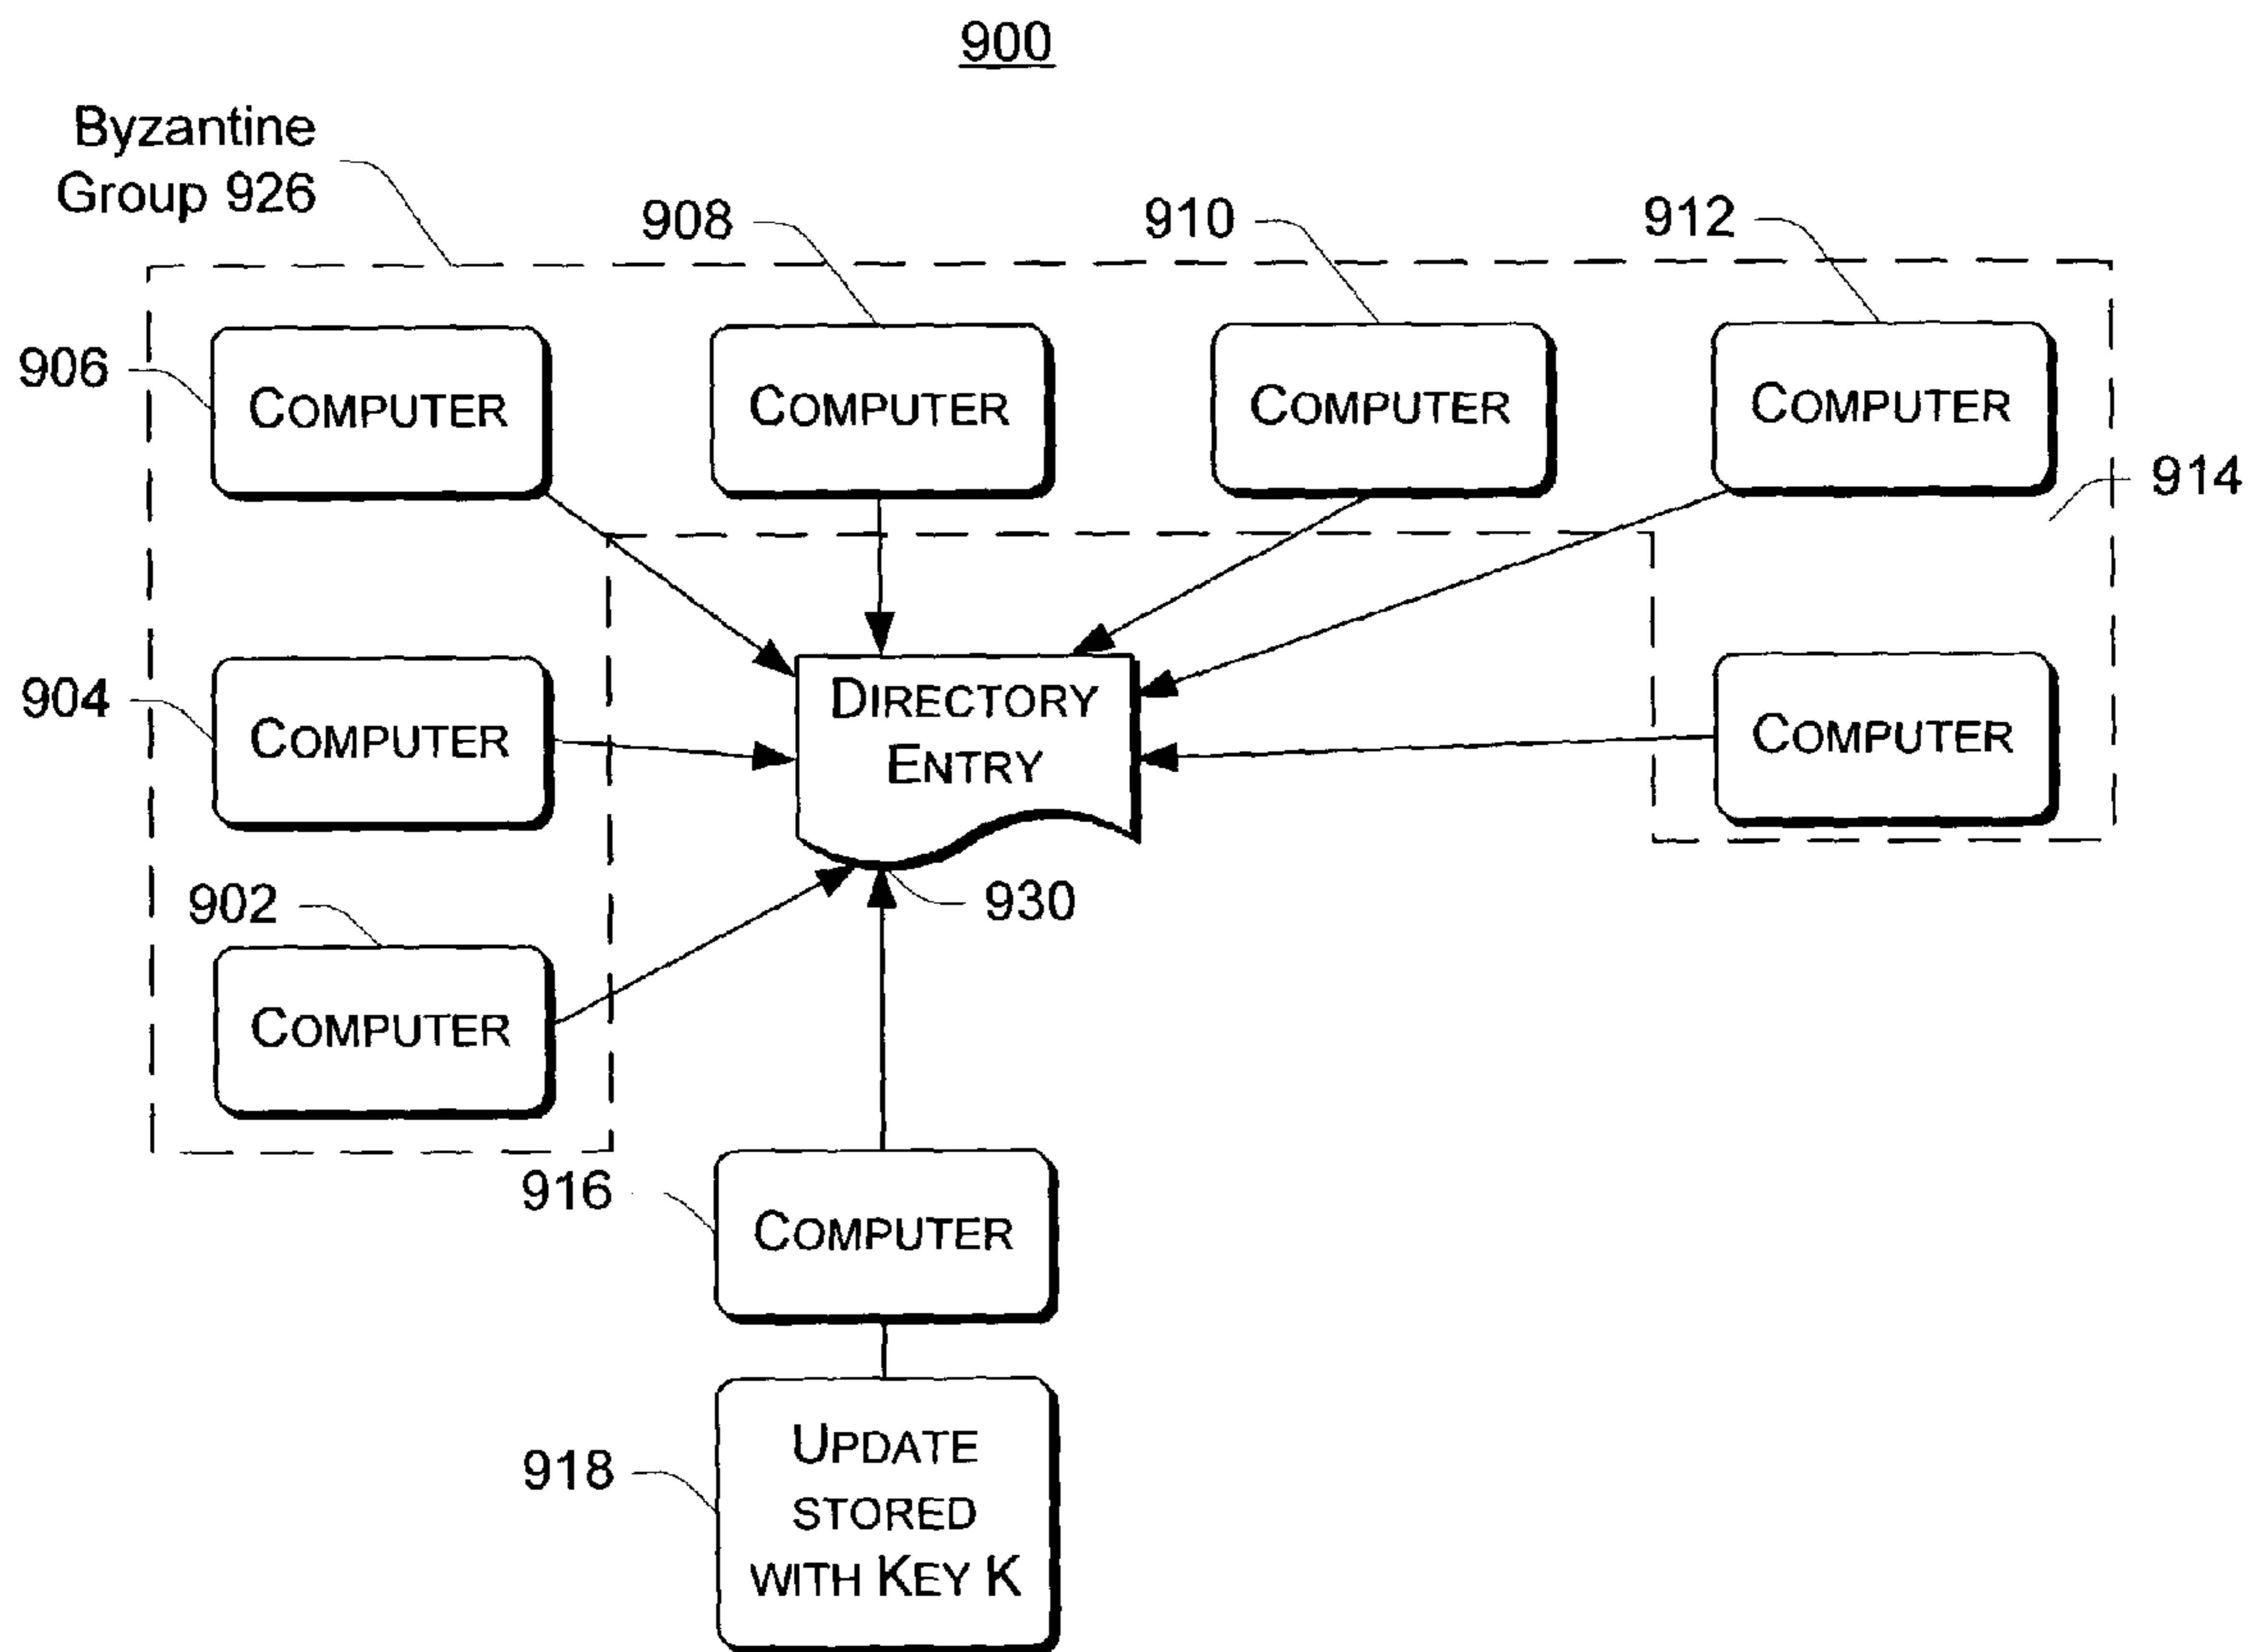 900
Byzantine
Group 926
908
910
912
906
COMPUTER
COMPUTER
COMPUTER
COMPUTER
914
904
COMPUTER
DIRECTORY
ENTRY
COMPUTER
902
930
COMPUTER
916
COMPUTER
918
UPDATE
STORED
WITH KEY K